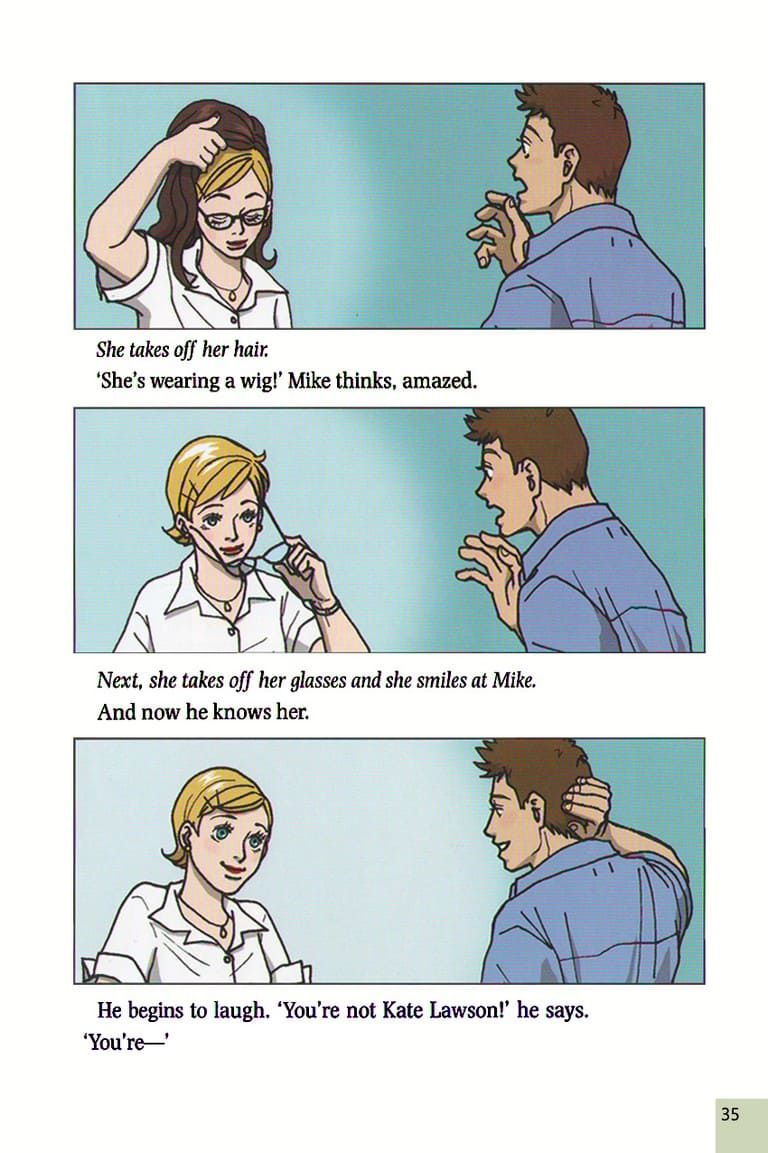 She takes off her hair.
‘She’s wearing a wig!’ Mike thinks, amazed.
Next, she takes off her glasses and she smiles at Mike.
And now he knows her.
He begins to laugh. ‘You’re not Kate Lawson!’ he says.
‘You’re—’
35